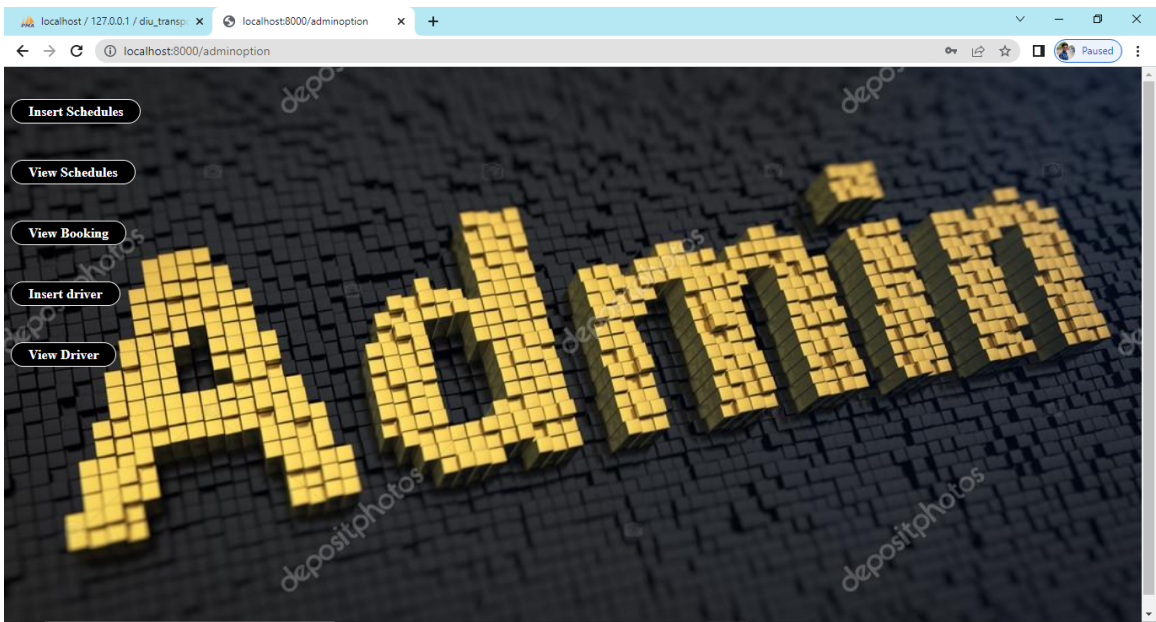 localhost / 127.0.0.1 / diu_transpo
localhost:8000/adminoption
localhost:8000/adminoption
Paused
Insert Schedules
View Schedules
View Booking
Insert driver
View Driver
Admin
depositphotos
depositphotos
depositphotos
depositphotos
depositphotos
depositphotos